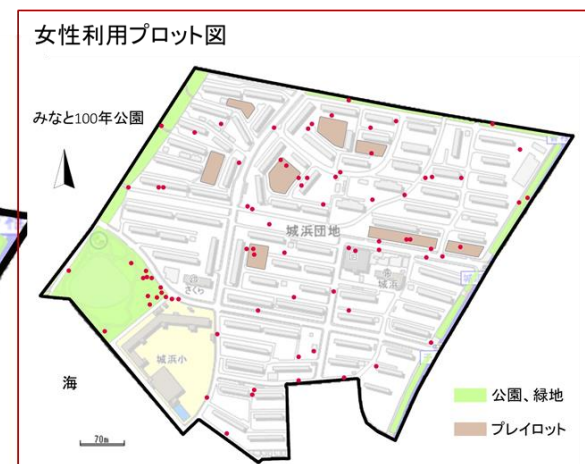 女性利用プロット図
みなと100年公園
城浜団地
さくら
城浜
城浜小
海
公園、緑地
プレイロット
70m